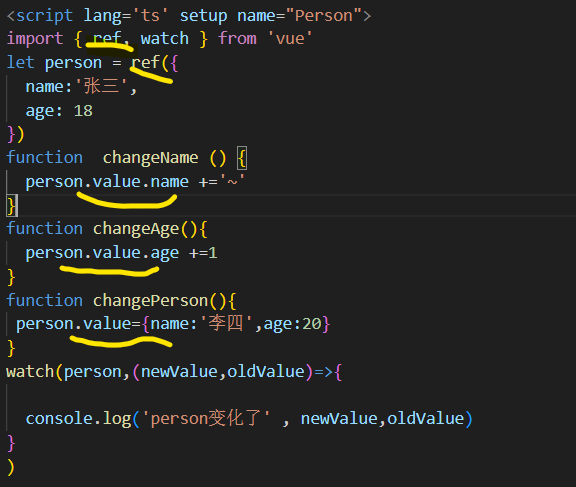 <script lang='ts' setup name="Person">
import { ref, watch } from 'vue'
let person = ref({
  name:'张三',
  age: 18
})
function  changeName () {
  person.value.name +='~'
}
function changeAge(){
  person.value.age +=1
}
function changePerson(){
 person.value={name:'李四',age:20}
}
watch(person,(newValue,oldValue)=>{

  console.log('person变化了' , newValue,oldValue)
}
)